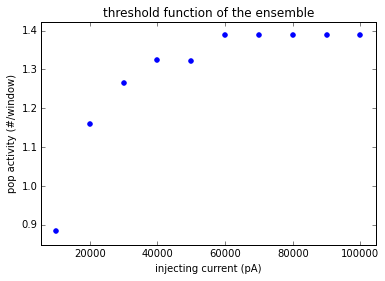 threshold function of the ensemble
1.4
1.3
1.2
1.1
1.0
0.9
pop activity (#/window)
20000 40000 60000 80000 100000
injecting current (pA)